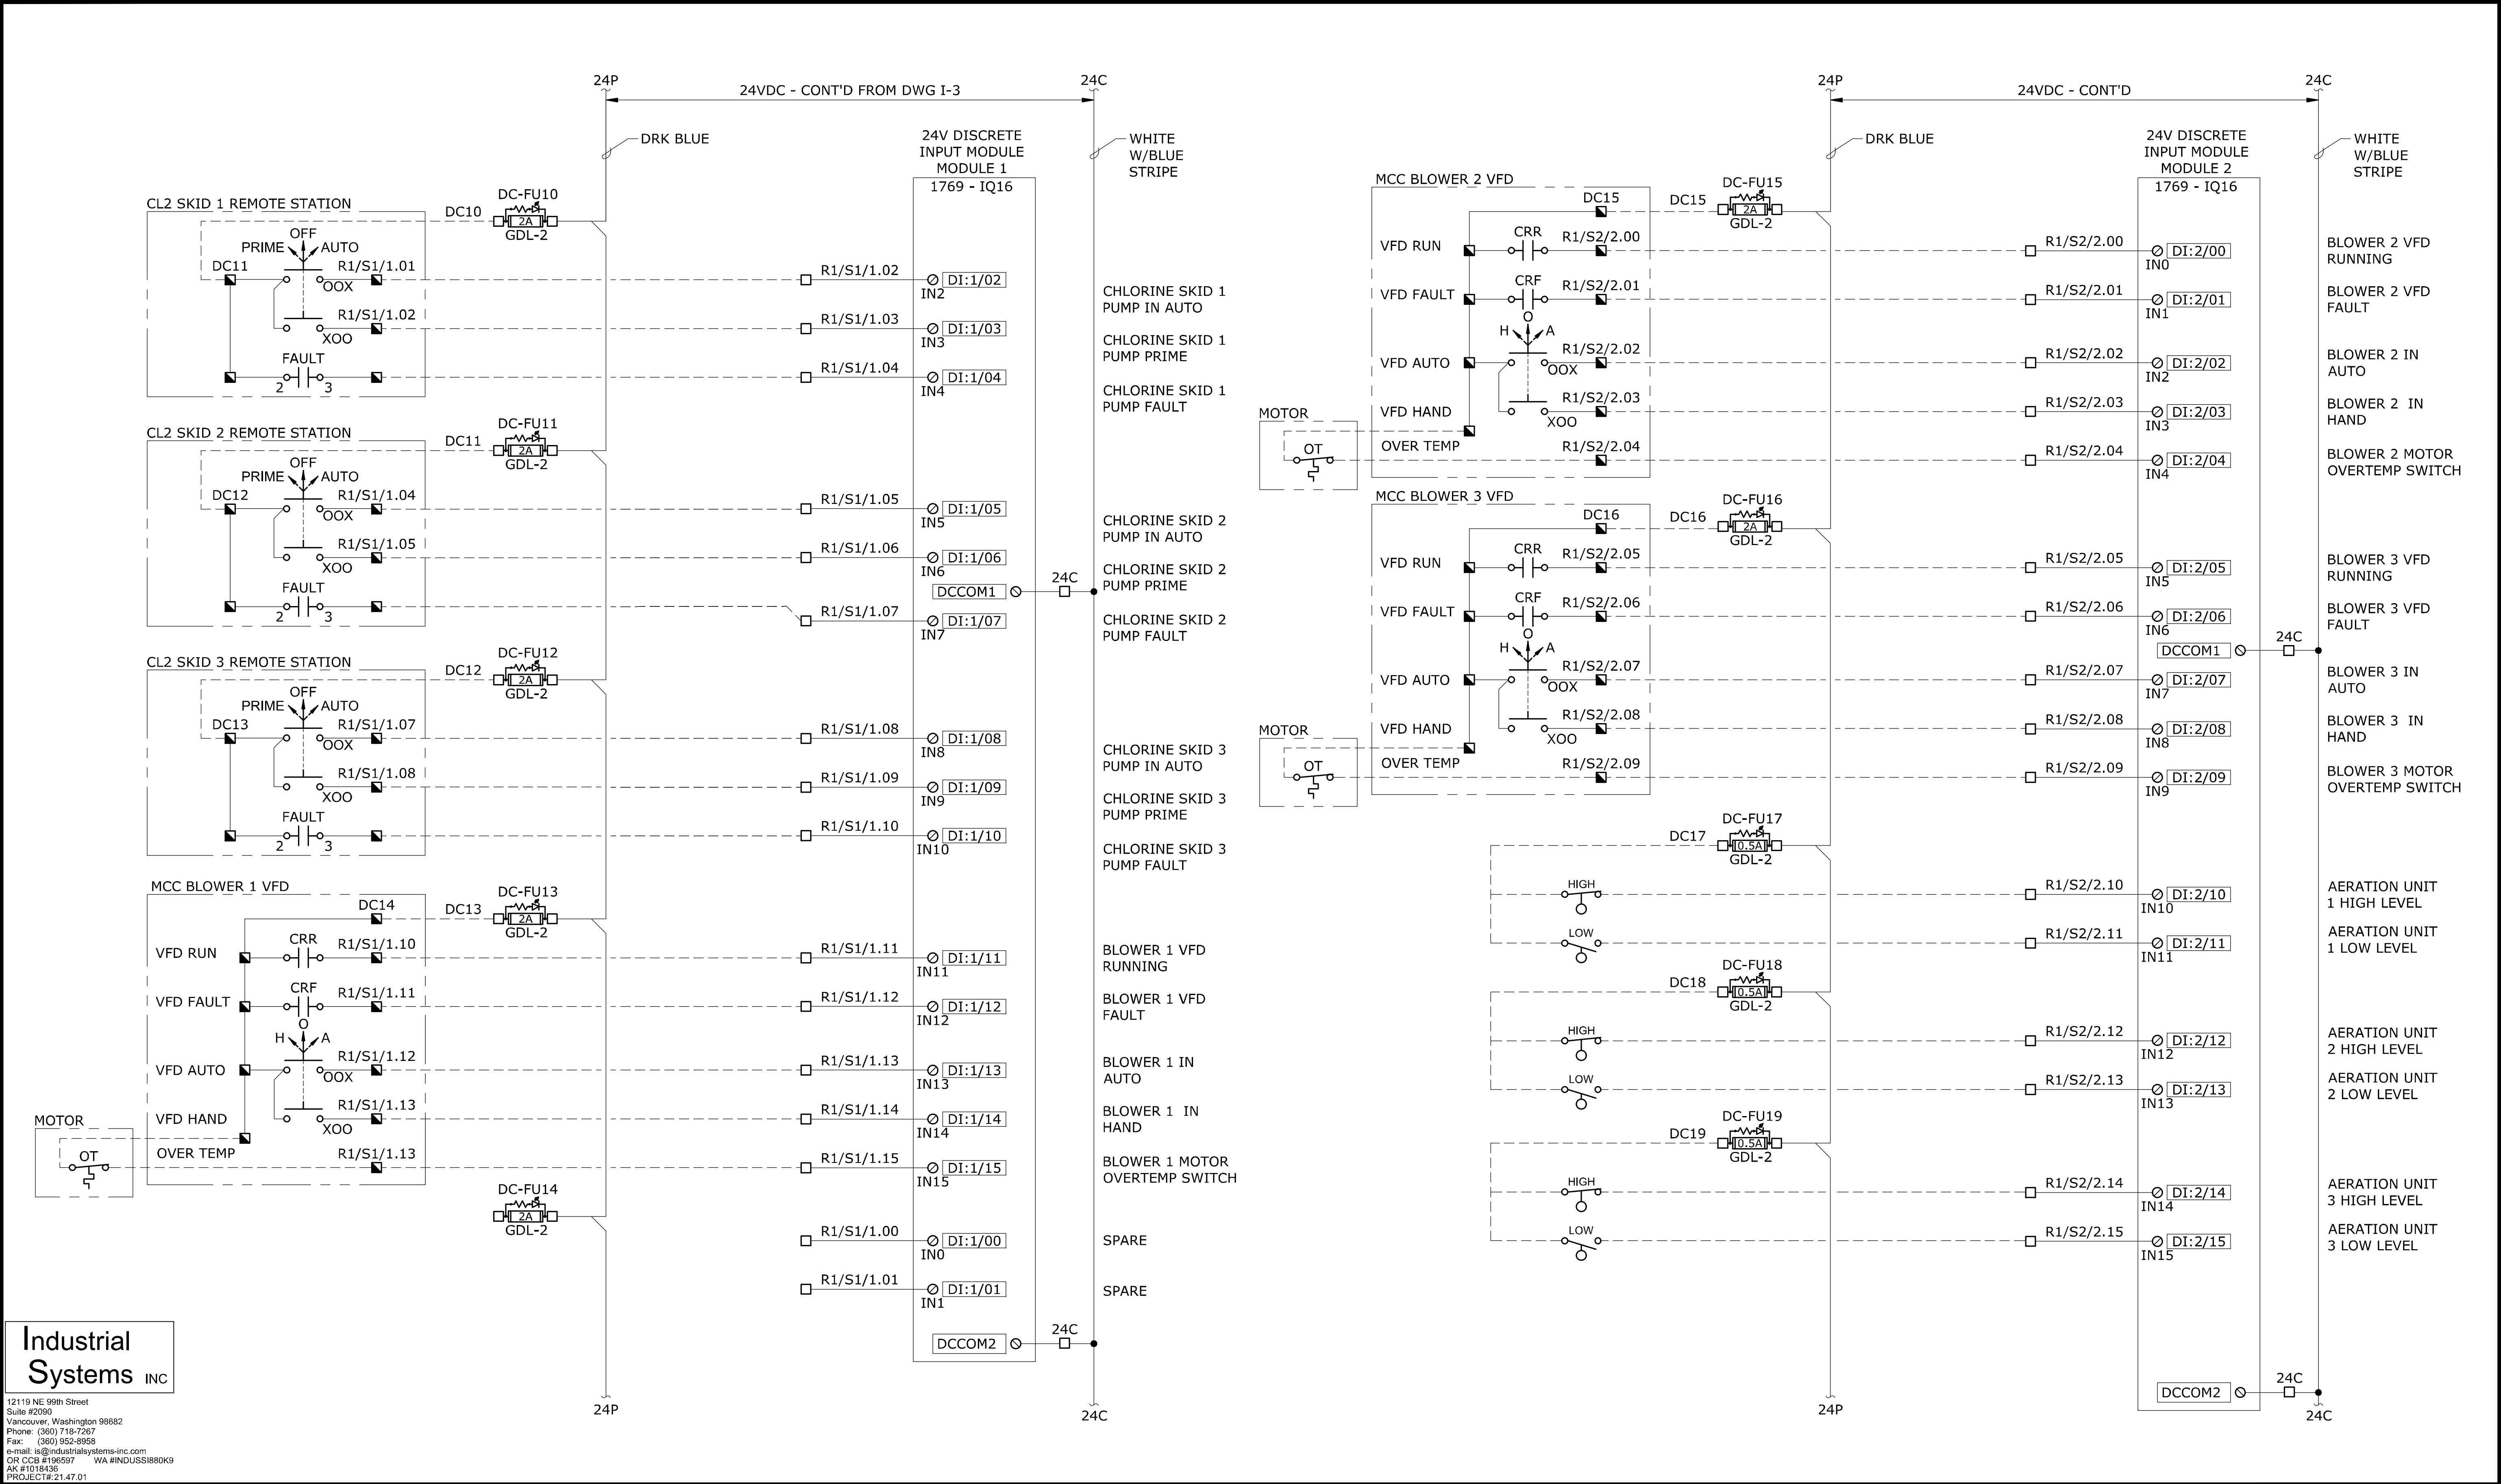 24P
24VDC - CONT'D FROM DWG I-3
24C
DRK BLUE
24V DISCRETE
INPUT MODULE
MODULE 1
1769 - IQ16
WHITE
W/BLUE
STRIPE
CL2 SKID 1 REMOTE STATION
DC10
DC-FU10
2A
GDL-2
OFF
PRIME
AUTO
DC11
R1/S1/1.01
OOX
R1/S1/1.02
IN2
DI:1/02
CHLORINE SKID 1
PUMP IN AUTO
R1/S1/1.02
XOO
R1/S1/1.03
IN3
DI:1/03
CHLORINE SKID 1
PUMP PRIME
FAULT
2
3
R1/S1/1.04
IN4
DI:1/04
CHLORINE SKID 1
PUMP FAULT
CL2 SKID 2 REMOTE STATION
DC11
DC-FU11
2A
GDL-2
OFF
PRIME
AUTO
DC12
R1/S1/1.04
OOX
R1/S1/1.05
IN5
DI:1/05
CHLORINE SKID 2
PUMP IN AUTO
R1/S1/1.05
XOO
R1/S1/1.06
IN6
DI:1/06
CHLORINE SKID 2
PUMP PRIME
DCCOM1
24C
FAULT
2
3
R1/S1/1.07
IN7
DI:1/07
CHLORINE SKID 2
PUMP FAULT
CL2 SKID 3 REMOTE STATION
DC12
DC-FU12
2A
GDL-2
OFF
PRIME
AUTO
DC13
R1/S1/1.07
OOX
R1/S1/1.08
IN8
DI:1/08
CHLORINE SKID 3
PUMP IN AUTO
R1/S1/1.08
XOO
R1/S1/1.09
IN9
DI:1/09
CHLORINE SKID 3
PUMP PRIME
FAULT
2
3
R1/S1/1.10
IN10
DI:1/10
CHLORINE SKID 3
PUMP FAULT
MCC BLOWER 1 VFD
DC14
DC13
DC-FU13
2A
GDL-2
VFD RUN
CRR
R1/S1/1.10
R1/S1/1.11
IN11
DI:1/11
BLOWER 1 VFD
RUNNING
VFD FAULT
CRF
R1/S1/1.11
R1/S1/1.12
IN12
DI:1/12
BLOWER 1 VFD
FAULT
O
H
A
VFD AUTO
R1/S1/1.12
OOX
R1/S1/1.13
IN13
DI:1/13
BLOWER 1 IN
AUTO
VFD HAND
R1/S1/1.13
XOO
R1/S1/1.14
IN14
DI:1/14
BLOWER 1 IN
HAND
MOTOR
OT
OVER TEMP
R1/S1/1.13
R1/S1/1.15
IN15
DI:1/15
BLOWER 1 MOTOR
OVERTEMP SWITCH
DC-FU14
2A
GDL-2
R1/S1/1.00
IN0
DI:1/00
SPARE
R1/S1/1.01
IN1
DI:1/01
SPARE
DCCOM2
24C
24P
24C
24P
24VDC - CONT'D
24C
DRK BLUE
24V DISCRETE
INPUT MODULE
MODULE 2
1769 - IQ16
WHITE
W/BLUE
STRIPE
MCC BLOWER 2 VFD
DC15
DC15
DC-FU15
2A
GDL-2
VFD RUN
CRR
R1/S2/2.00
R1/S2/2.00
IN0
DI:2/00
BLOWER 2 VFD
RUNNING
VFD FAULT
CRF
R1/S2/2.01
R1/S2/2.01
IN1
DI:2/01
BLOWER 2 VFD
FAULT
O
H
A
VFD AUTO
R1/S2/2.02
OOX
R1/S2/2.02
IN2
DI:2/02
BLOWER 2 IN
AUTO
VFD HAND
R1/S2/2.03
XOO
R1/S2/2.03
IN3
DI:2/03
BLOWER 2 IN
HAND
MOTOR
OT
OVER TEMP
R1/S2/2.04
R1/S2/2.04
IN4
DI:2/04
BLOWER 2 MOTOR
OVERTEMP SWITCH
MCC BLOWER 3 VFD
DC16
DC16
DC-FU16
2A
GDL-2
VFD RUN
CRR
R1/S2/2.05
R1/S2/2.05
IN5
DI:2/05
BLOWER 3 VFD
RUNNING
VFD FAULT
CRF
R1/S2/2.06
R1/S2/2.06
IN6
DI:2/06
BLOWER 3 VFD
FAULT
DCCOM1
24C
O
H
A
VFD AUTO
R1/S2/2.07
OOX
R1/S2/2.07
IN7
DI:2/07
BLOWER 3 IN
AUTO
VFD HAND
R1/S2/2.08
XOO
R1/S2/2.08
IN8
DI:2/08
BLOWER 3 IN
HAND
MOTOR
OT
OVER TEMP
R1/S2/2.09
R1/S2/2.09
IN9
DI:2/09
BLOWER 3 MOTOR
OVERTEMP SWITCH
DC17
DC-FU17
0.5A
GDL-2
HIGH
R1/S2/2.10
IN10
DI:2/10
AERATION UNIT
1 HIGH LEVEL
LOW
R1/S2/2.11
IN11
DI:2/11
AERATION UNIT
1 LOW LEVEL
DC18
DC-FU18
0.5A
GDL-2
HIGH
R1/S2/2.12
IN12
DI:2/12
AERATION UNIT
2 HIGH LEVEL
LOW
R1/S2/2.13
IN13
DI:2/13
AERATION UNIT
2 LOW LEVEL
DC19
DC-FU19
0.5A
GDL-2
HIGH
R1/S2/2.14
IN14
DI:2/14
AERATION UNIT
3 HIGH LEVEL
LOW
R1/S2/2.15
IN15
DI:2/15
AERATION UNIT
3 LOW LEVEL
DCCOM2
24C
24P
24C
Industrial
Systems INC
12119 NE 99th Street
Suite #2090
Vancouver, Washington 98682
Phone: (360) 718-7267
Fax: (360) 952-8958
e-mail: is@industrialsystems-inc.com
OR CCB #196597 WA #INDUSSI880K9
AK #1018436
PROJECT#:21.47.01